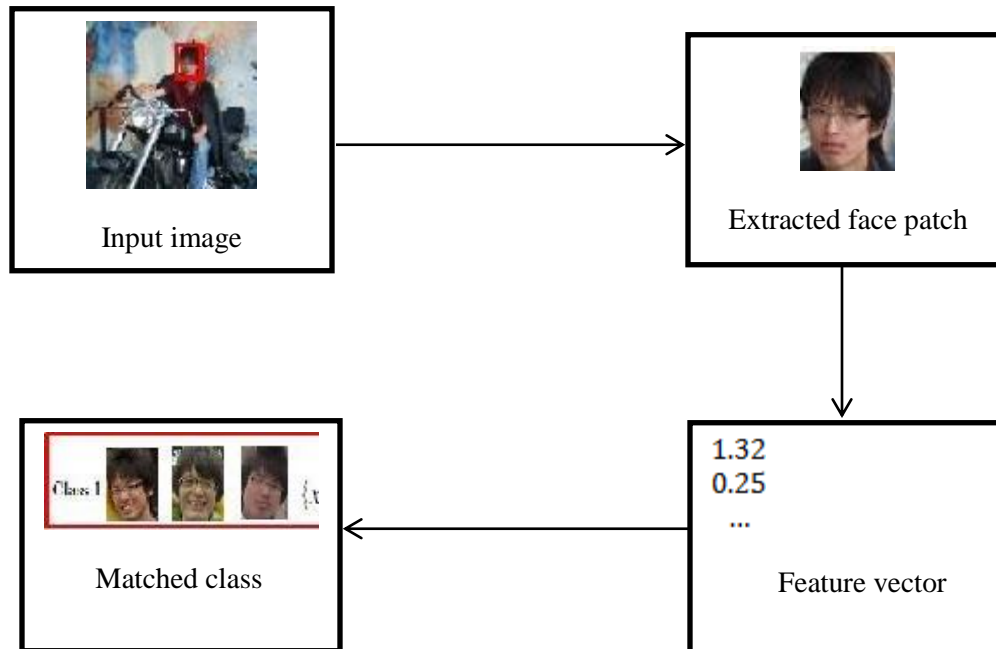 Input image
Extracted face patch
1.32
0.25
...
Feature vector
Class 1
Matched class